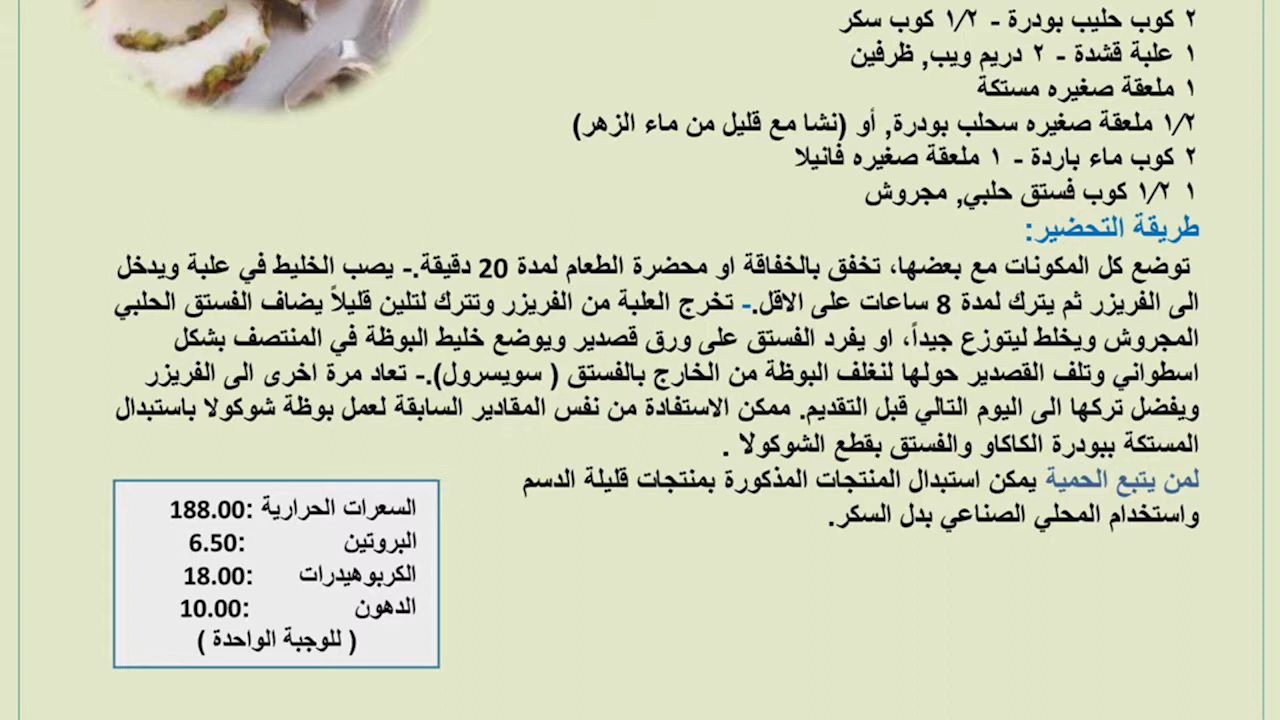 ٢ كوب حليب بودرة - ١/٢ كوب سكر
١ علبة قشدة - ٢ دريم ويب, ظرفين
١ ملعقة صغيره مستكة
١/٢ ملعقة صغيره سحلب بودرة, أو (نشا مع قليل من ماء الزهر)
٢ كوب ماء باردة - ١ ملعقة صغيره فانيلا
١ ١/٢ كوب فستق حلبي, مجروش
طريقة التحضير:
توضع كل المكونات مع بعضها، تخفق بالخفاقة او محضرة الطعام لمدة 20 دقيقة.- يصب الخليط في علبة ويدخل
الى الفريزر ثم يترك لمدة 8 ساعات على الاقل.- تخرج العلبة من الفريزر وتترك لتلين قليلاً يضاف الفستق الحلبي
المجروش ويخلط ليتوزع جيداً، او يفرد الفستق على ورق قصدير ويوضع خليط البوظة في المنتصف بشكل
اسطواني وتلف القصدير حولها لنغلف البوظة من الخارج بالفستق ( سويسرول).- تعاد مرة اخرى الى الفريزر
ويفضل تركها الى اليوم التالي قبل التقديم. ممكن الاستفادة من نفس المقادير السابقة لعمل بوظة شوكولا باستبدال
المستكة ببودرة الكاكاو والفستق بقطع الشوكولا .
لمن يتبع الحمية يمكن استبدال المنتجات المذكورة بمنتجات قليلة الدسم
واستخدام المحلي الصناعي بدل السكر.
السعرات الحرارية :188.00
البروتين :6.50
الكربوهيدرات :18.00
الدهون :10.00
( للوجبة الواحدة )